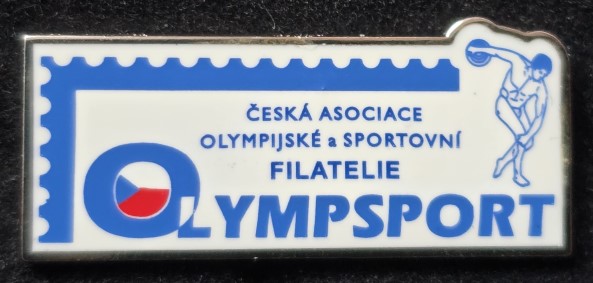 ČESKÁ ASOCIACE
OLYMPIJSKÉ a SPORTOVNÍ
FILATELIE
OLYMPSPORT